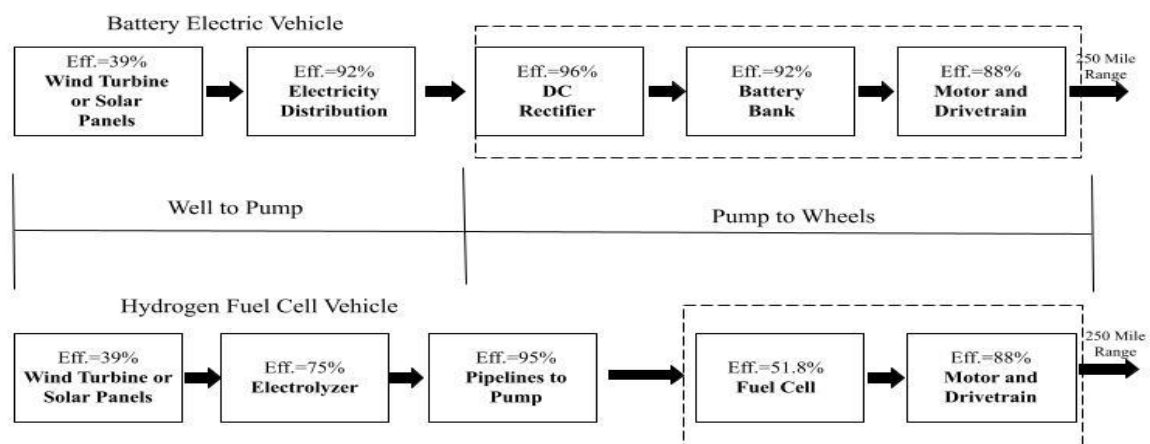 Battery Electric Vehicle
Eff.=39%
Wind Turbine
or Solar
Panels
Eff.=92%
Electricity
Distribution
Eff.=96%
DC
Rectifier
Eff.=92%
Battery
Bank
Eff.=88%
Motor and
Drivetrain
250 Mile
Range
Well to Pump
Pump to Wheels
Hydrogen Fuel Cell Vehicle
Eff.=39%
Wind Turbine or
Solar Panels
Eff.=75%
Electrolyzer
Eff.=95%
Pipelines to
Pump
Eff.=51.8%
Fuel Cell
Eff.=88%
Motor and
Drivetrain
250 Mile
Range